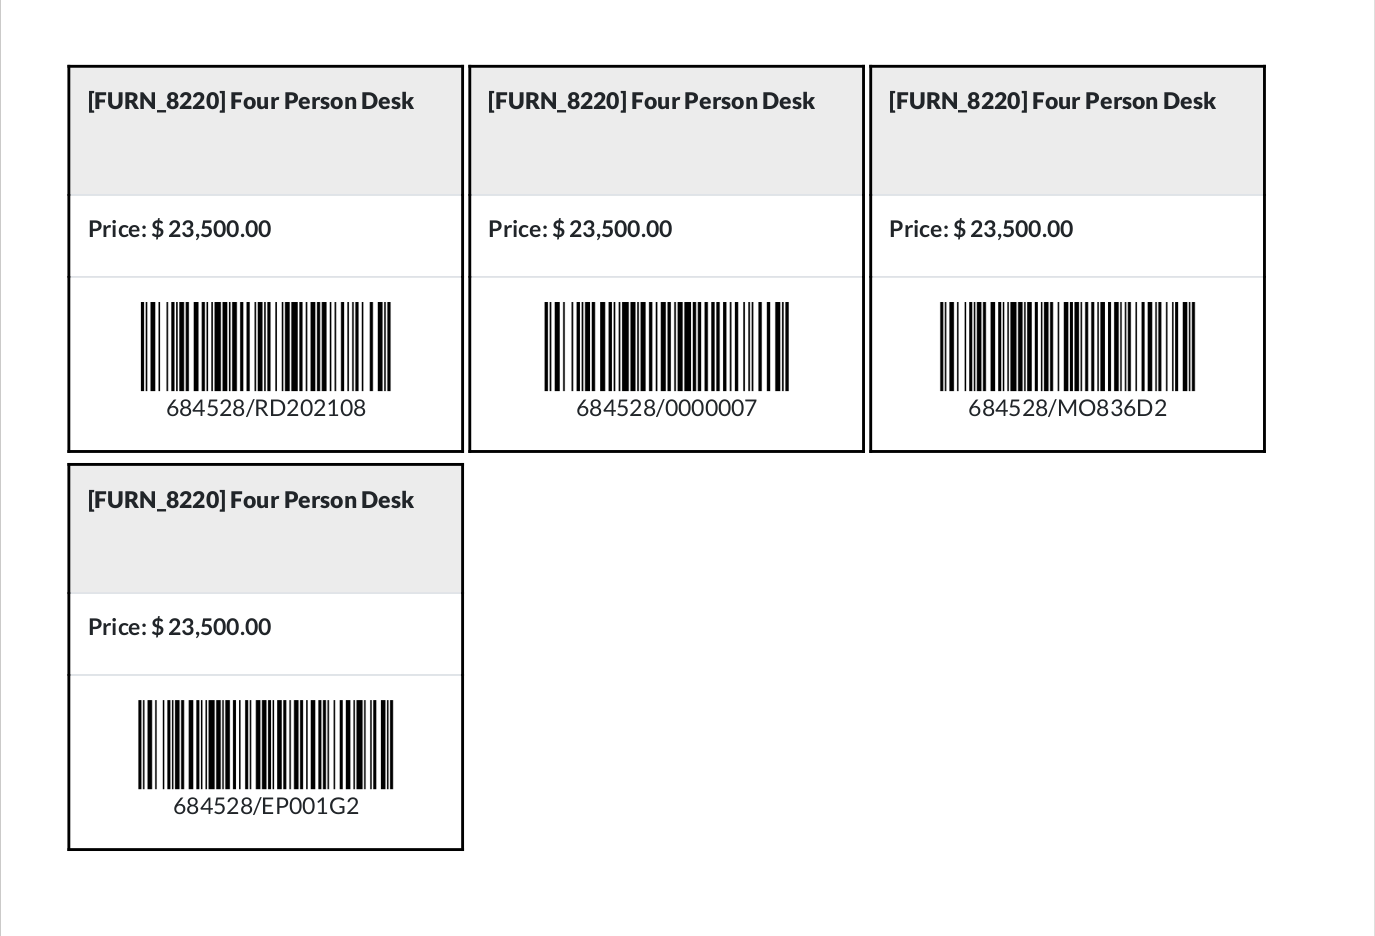 [FURN_8220] Four Person Desk
Price: $ 23,500.00
684528/RD202108
[FURN_8220] Four Person Desk
Price: $ 23,500.00
684528/0000007
[FURN_8220] Four Person Desk
Price: $ 23,500.00
684528/MO836D2
[FURN_8220] Four Person Desk
Price: $ 23,500.00
684528/EP001G2